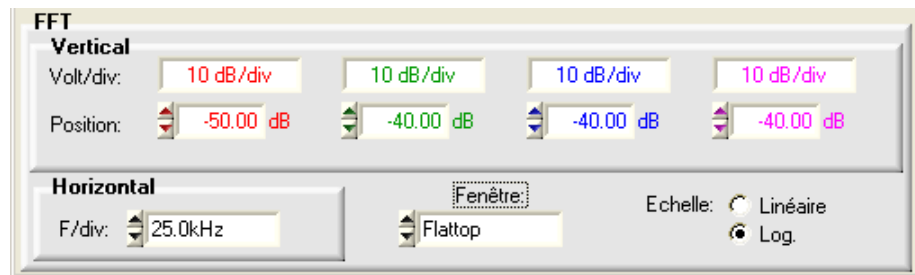 FFT
Vertical
Volt/div: 10 dB/div 10 dB/div 10 dB/div 10 dB/div
Position: -50.00 dB -40.00 dB -40.00 dB -40.00 dB
Horizontal
F/div: 25.0kHz
Fenêtre:
Flattop
Echelle: Linéaire
Log.